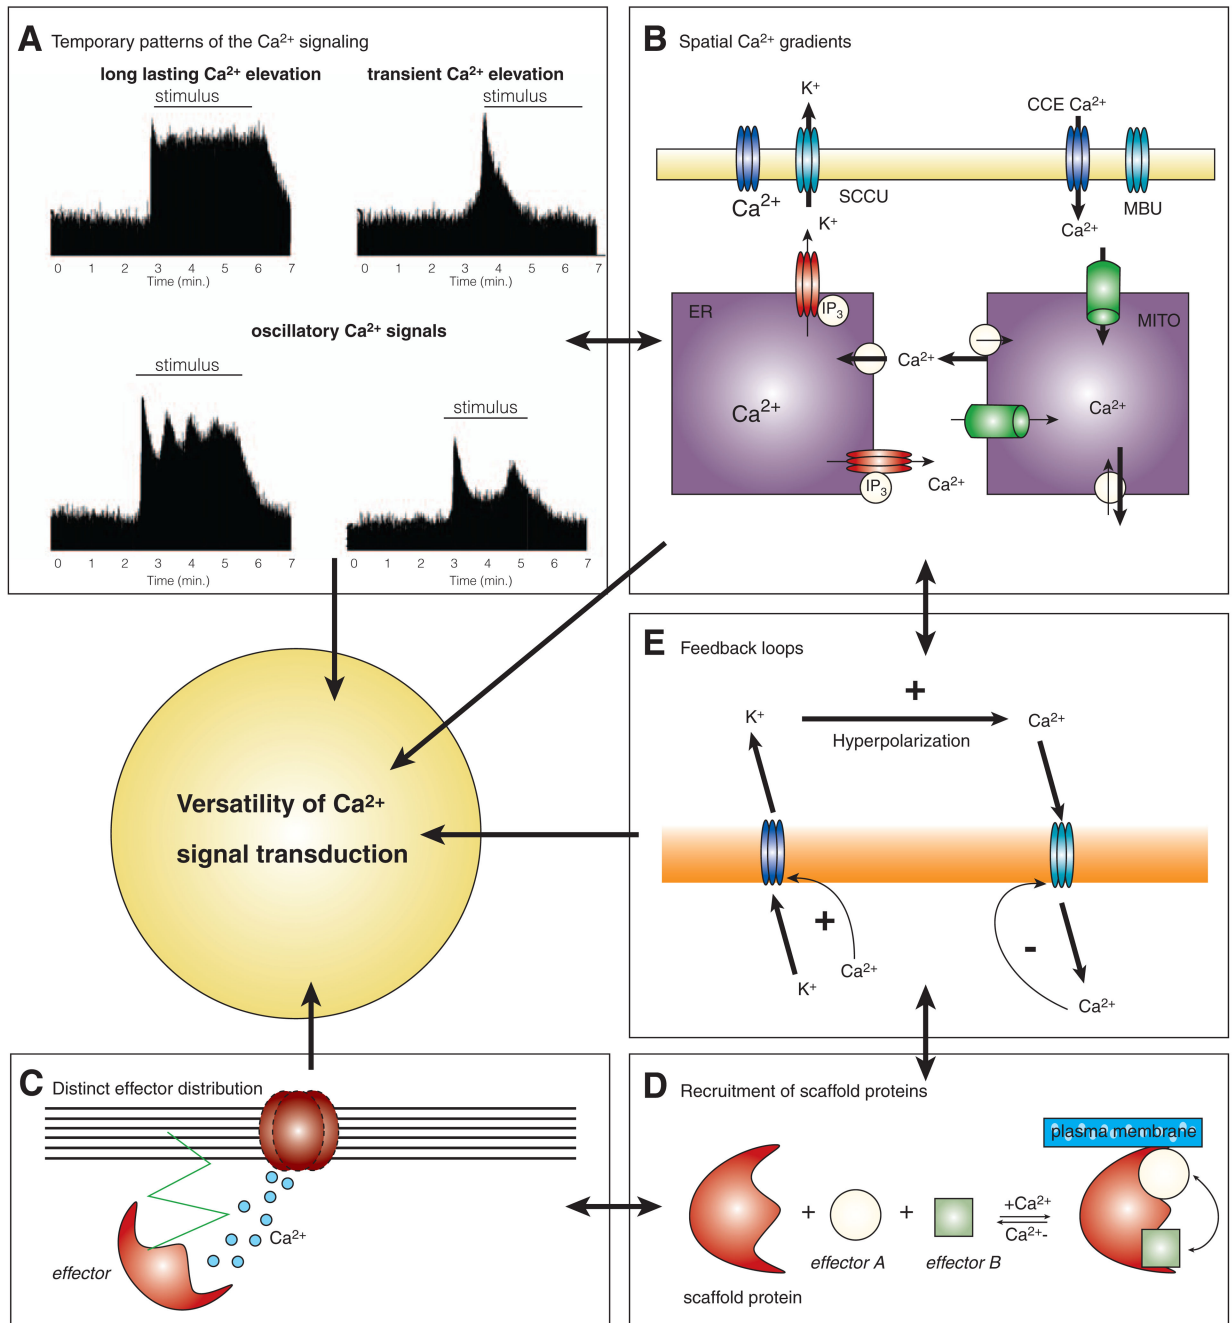 A Temporary patterns of the Ca²⁺ signaling
long lasting Ca²⁺ elevation
stimulus
0 1 2 3 4 5 6 7
Time (min.)
transient Ca²⁺ elevation
stimulus
0 1 2 3 4 5 6 7
Time (min.)
oscillatory Ca²⁺ signals
stimulus
0 1 2 3 4 5 6 7
Time (min.)
stimulus
0 1 2 3 4 5 6 7
Time (min.)
B Spatial Ca²⁺ gradients
K⁺
CCE Ca²⁺
Ca²⁺
SCCU
K⁺
MBU
Ca²⁺
ER
IP₃
MITO
Ca²⁺
Ca²⁺
Ca²⁺
IP₃
Ca²⁺
Versatility of Ca²⁺
signal transduction
E Feedback loops
+
K⁺
Ca²⁺
Hyperpolarization
+
-
Ca²⁺
K⁺
Ca²⁺
C Distinct effector distribution
Ca²⁺
effector
D Recruitment of scaffold proteins
plasma membrane
+
+
+Ca²⁺
Ca²⁺-
effector A
effector B
scaffold protein